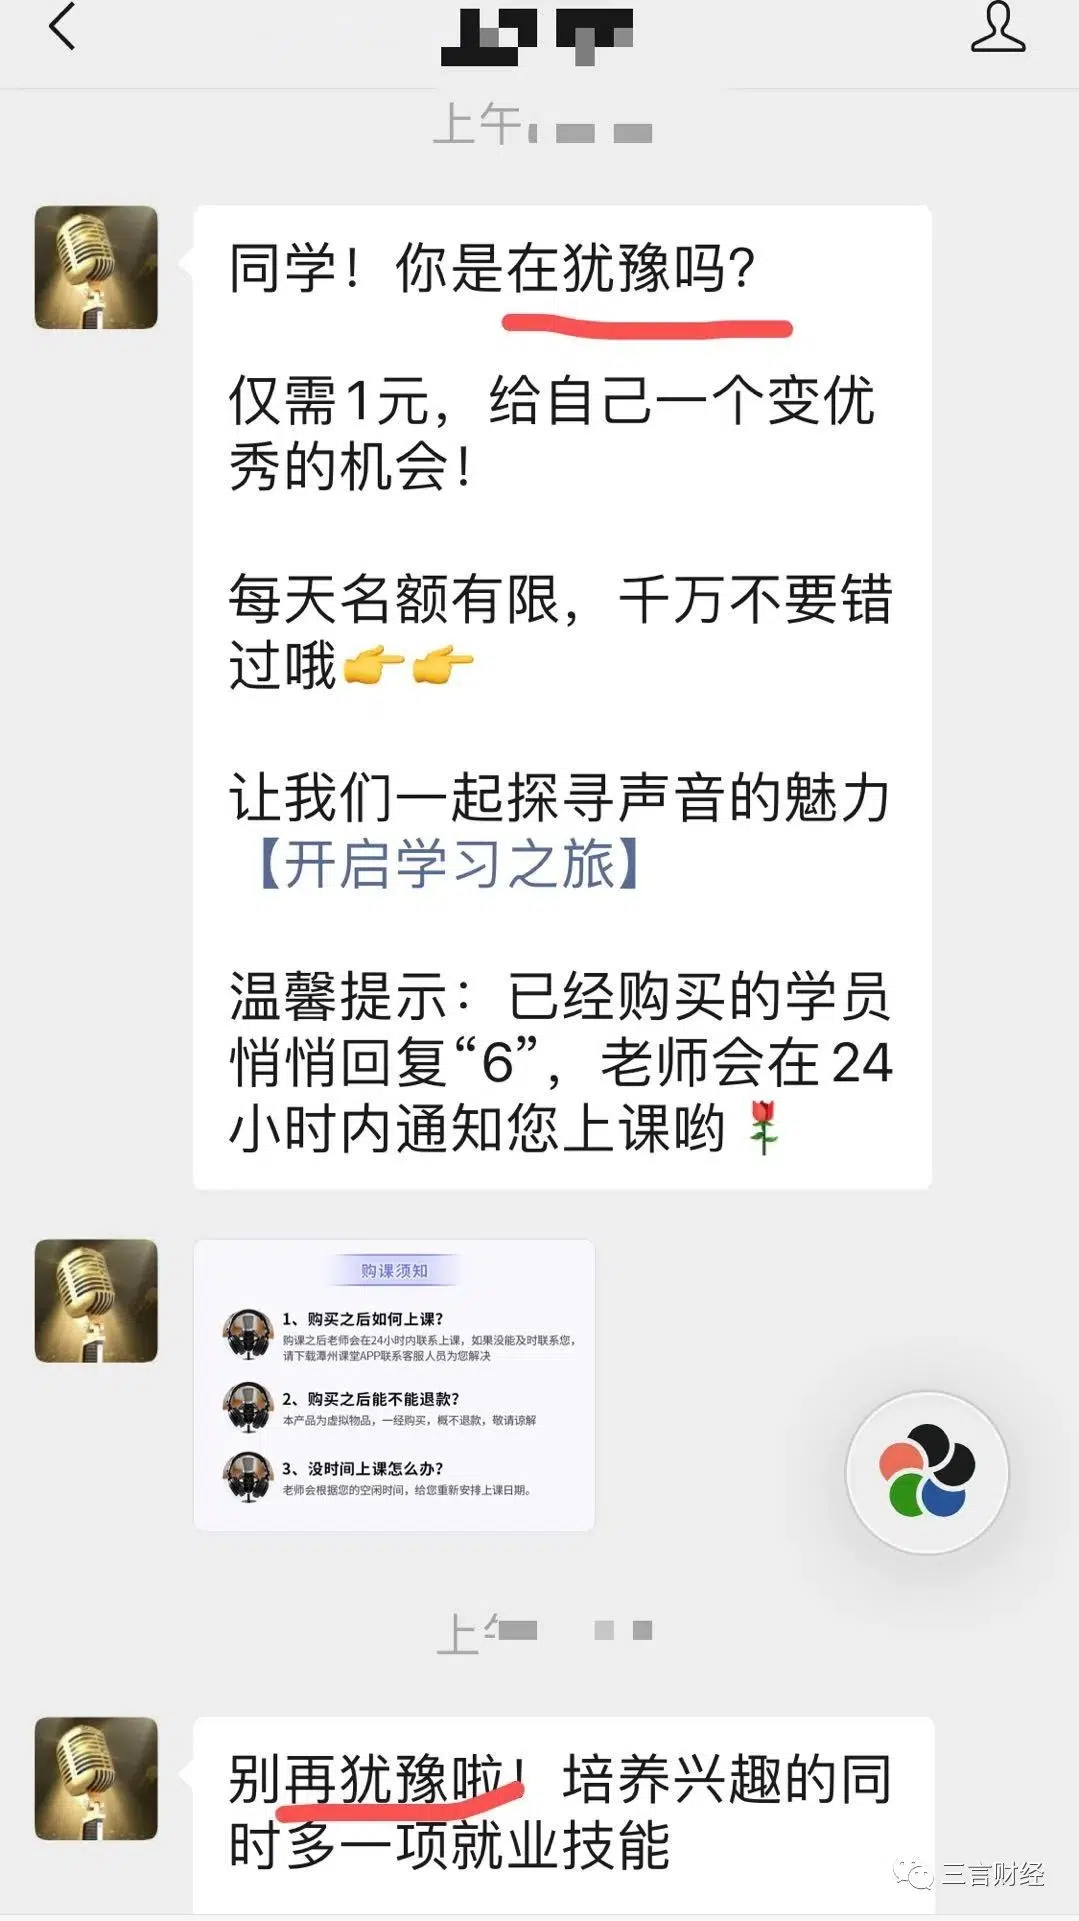 上午
同学！你是在犹豫吗？
仅需1元，给自己一个变优
秀的机会！
每天名额有限，千万不要错
过哦👉👉
让我们一起探寻声音的魅力
【开启学习之旅】
温馨提示：已经购买的学员
悄悄回复“6”，老师会在24
小时内通知您上课哟🌹
购课须知
1、购买之后如何上课？
购课之后老师会在24小时内联系上课，如果没能及时联系您，
请下载潭州课堂APP联系客服人员为您解决
2、购买之后能不能退款？
本产品为虚拟物品，一经购买，概不退款，敬请谅解
3、没时间上课怎么办？
老师会根据您的空闲时间，给您重新安排上课日期。
上午
别再犹豫啦！培养兴趣的同
时多一项就业技能
三言财经